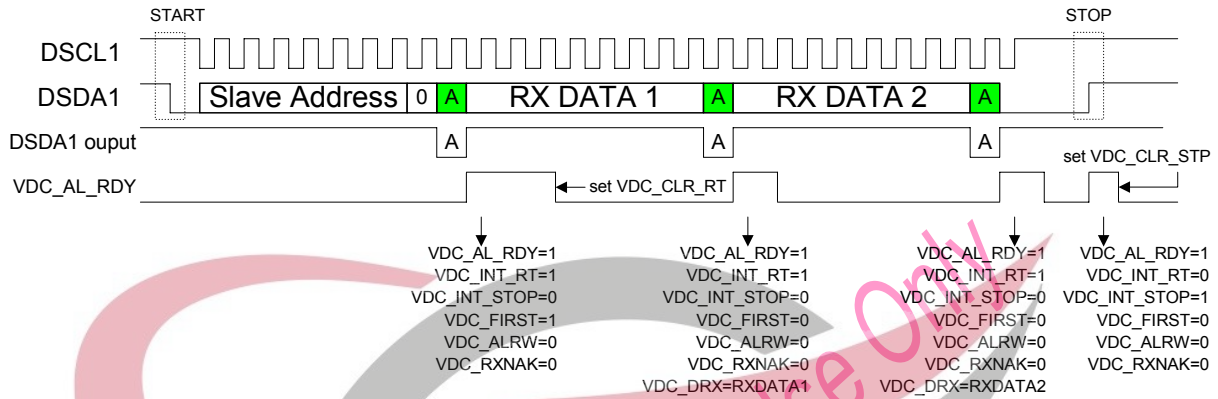 START STOP
DSCL1
DSDA1 Slave Address 0 A RX DATA 1 A RX DATA 2 A
DSDA1 ouput A A A
set VDC_CLR_STP
VDC_AL_RDY set VDC_CLR_RT
VDC_AL_RDY=1 VDC_AL_RDY=1 VDC_AL_RDY=1 VDC_AL_RDY=1
VDC_INT_RT=1 VDC_INT_RT=1 VDC_INT_RT=1 VDC_INT_RT=0
VDC_INT_STOP=0 VDC_INT_STOP=0 VDC_INT_STOP=0 VDC_INT_STOP=1
VDC_FIRST=1 VDC_FIRST=0 VDC_FIRST=0 VDC_FIRST=0
VDC_ALRW=0 VDC_ALRW=0 VDC_ALRW=0 VDC_ALRW=0
VDC_RXNAK=0 VDC_RXNAK=0 VDC_RXNAK=0 VDC_RXNAK=0
VDC_DRX=RXDATA1 VDC_DRX=RXDATA2
Only